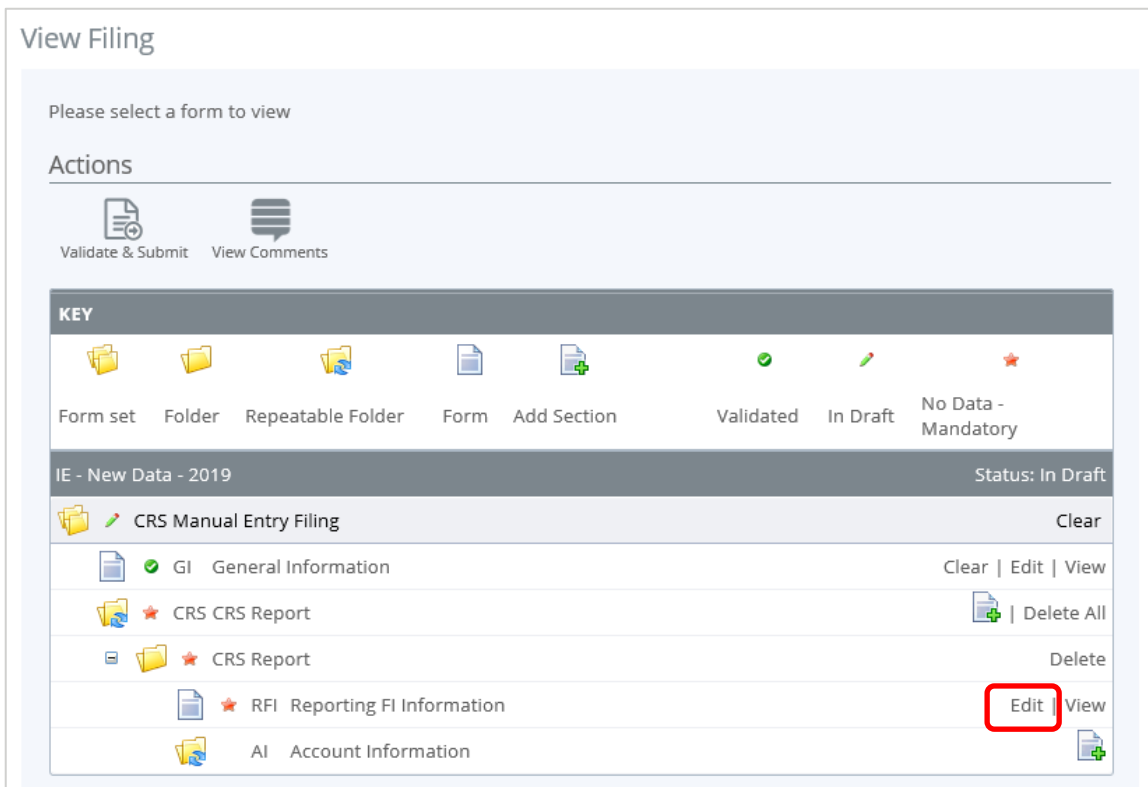 View Filing
Please select a form to view
Actions
Validate & Submit View Comments
KEY
Form set Folder Repeatable Folder Form Add Section Validated In Draft No Data -
Mandatory
IE - New Data - 2019 Status: In Draft
CRS Manual Entry Filing Clear
GI General Information Clear | Edit | View
CRS CRS Report | Delete All
CRS Report Delete
RFI Reporting FI Information Edit | View
AI Account Information